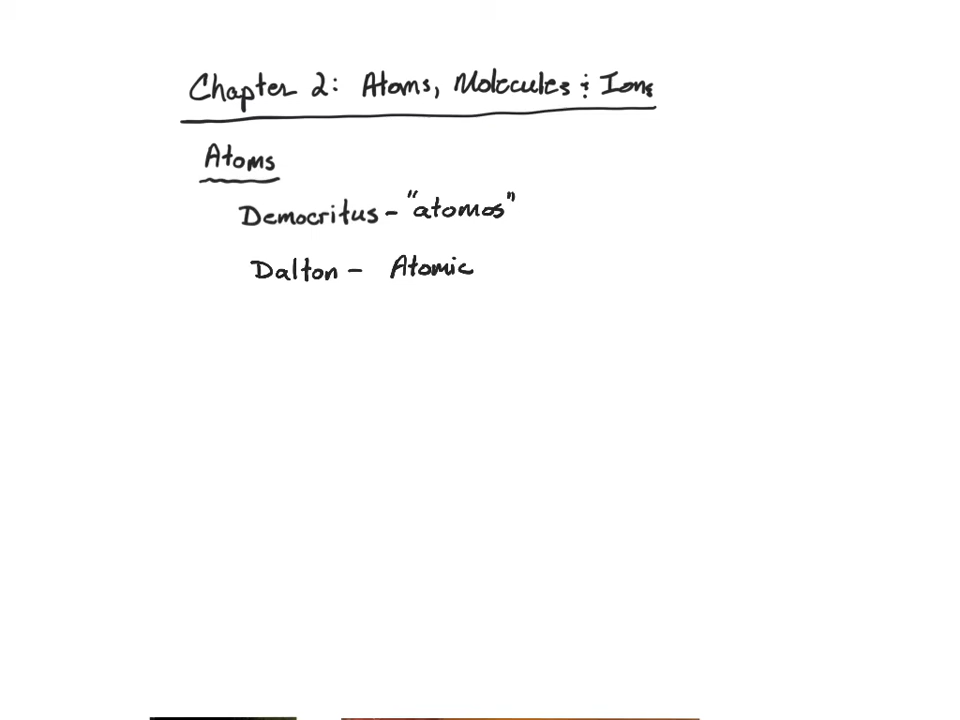 Chapter 2: Atoms, Molecules & Ions
Atoms
Democritus - "atomos"
Dalton - Atomic